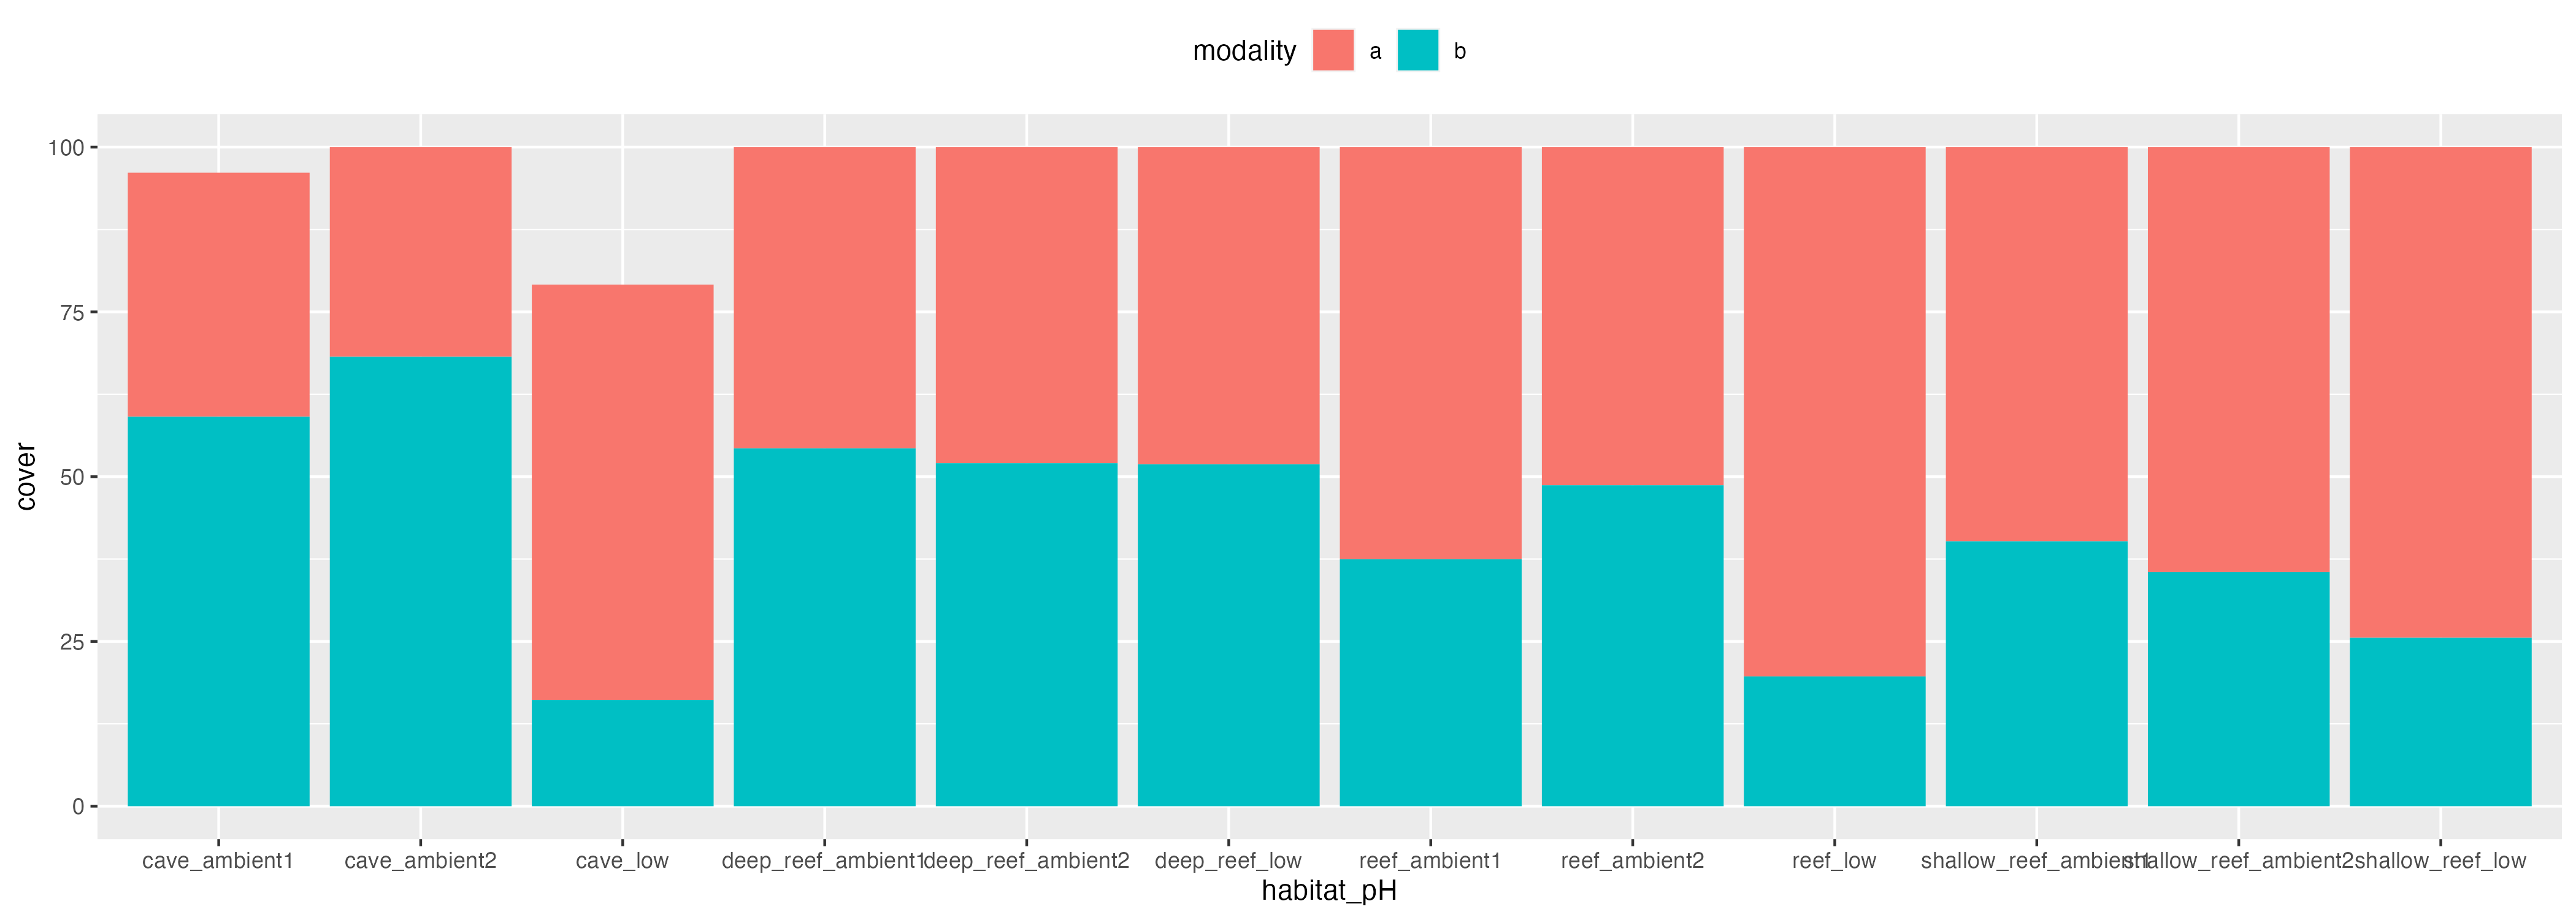 modality a b
100
75
50
25
0
cover
cave_ambient1 cave_ambient2 cave_low deep_reef_ambient1 deep_reef_ambient2 deep_reef_low reef_ambient1 reef_ambient2 reef_low shallow_reef_ambient1 shallow_reef_ambient2 shallow_reef_low
habitat_pH